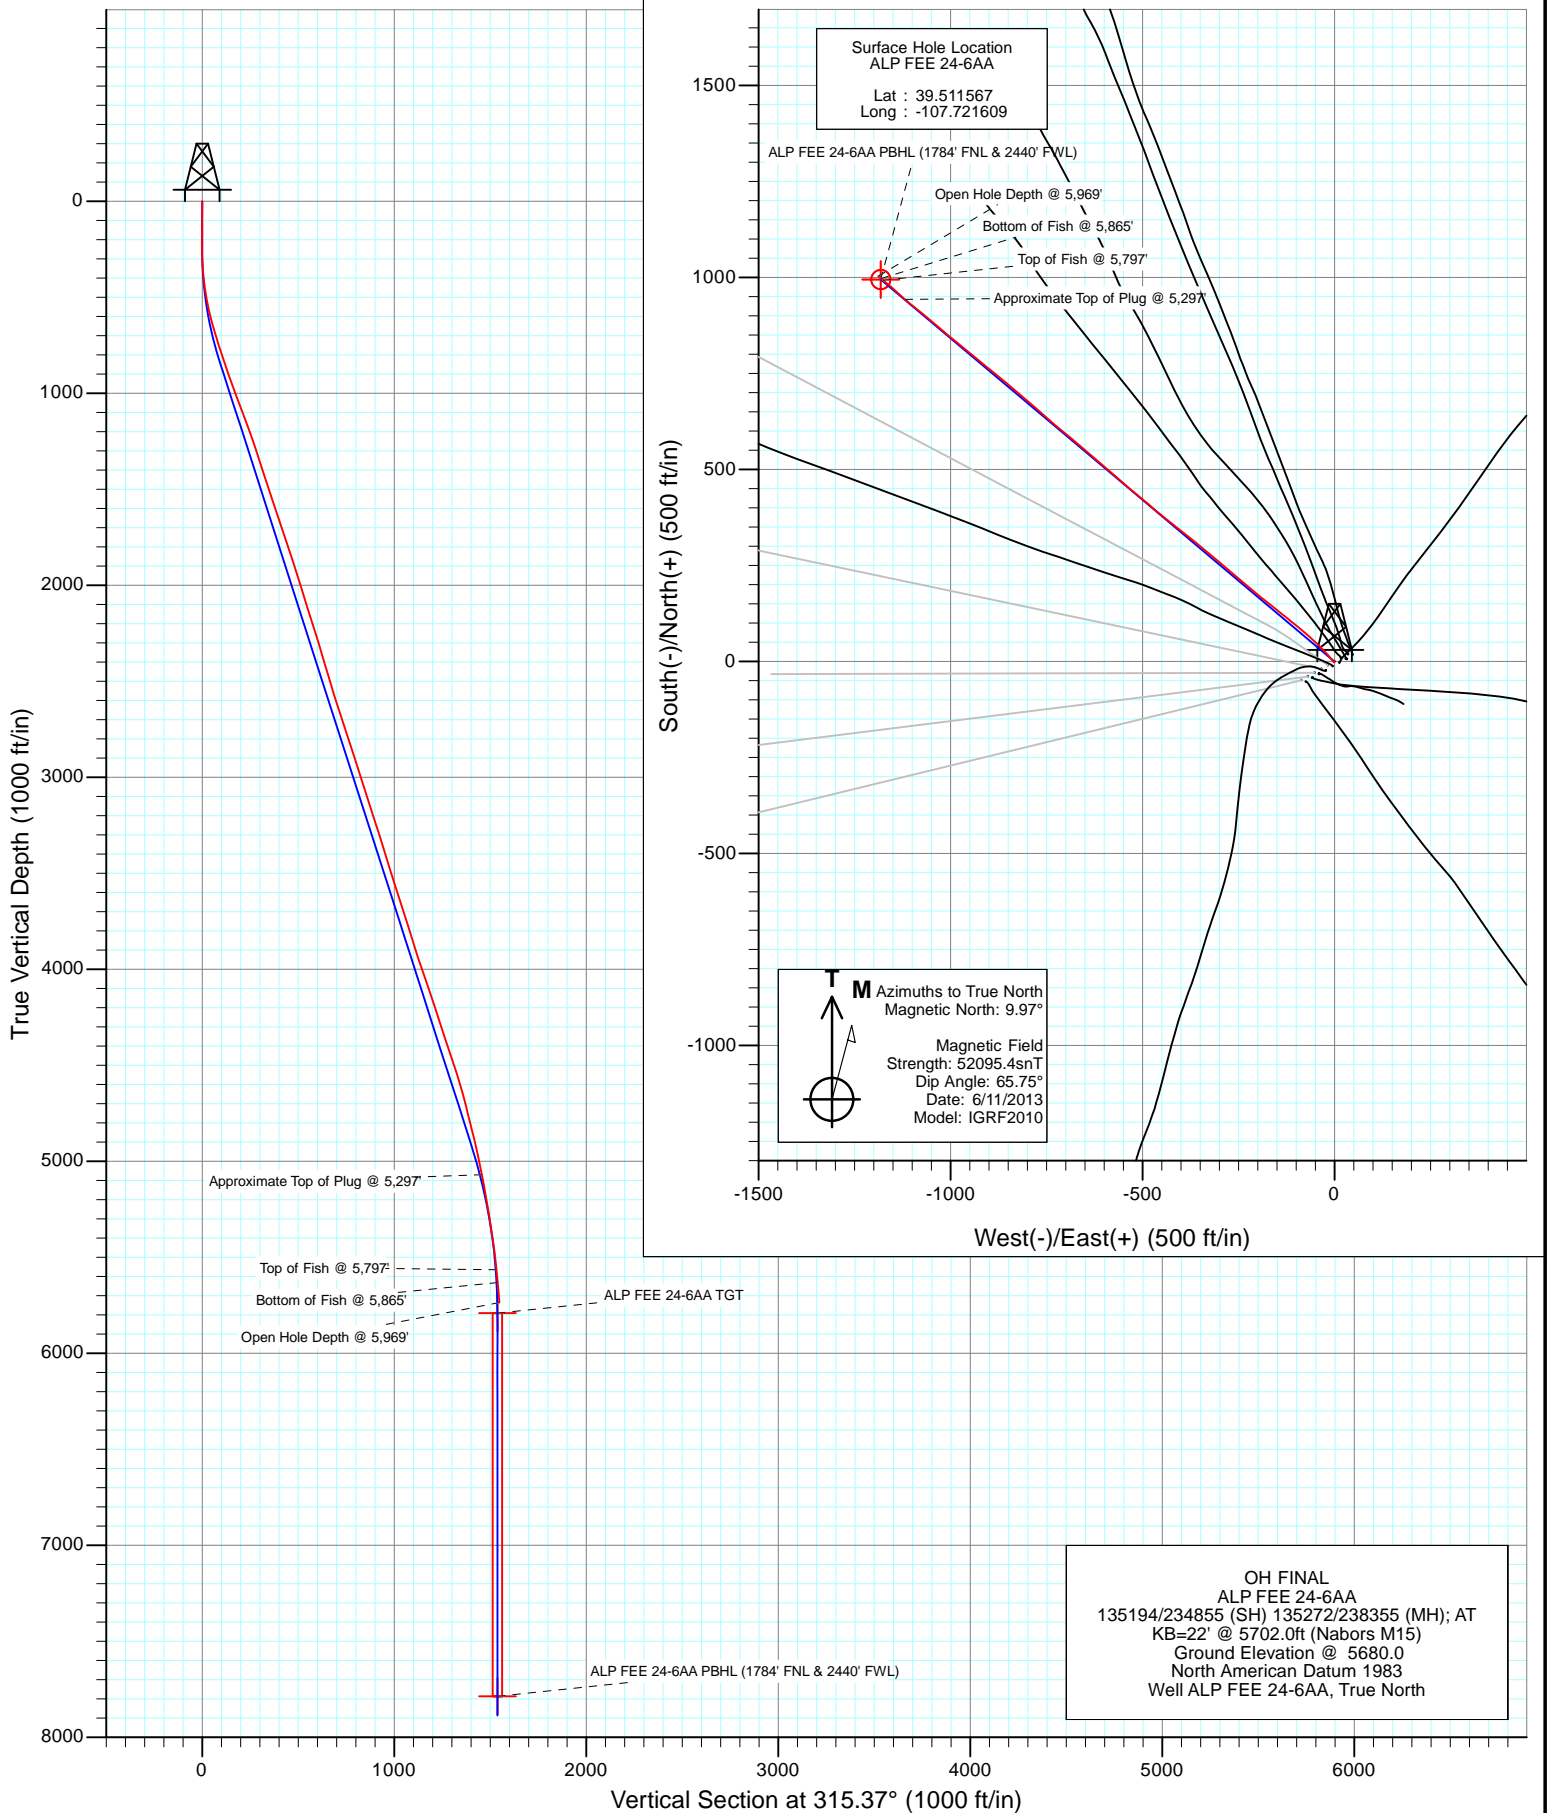 Surface Hole Location
ALP FEE 24-6AA
Lat : 39.511567
Long : -107.721609
ALP FEE 24-6AA PBHL (1784' FNL & 2440' FWL)
Open Hole Depth @ 5,969'
Bottom of Fish @ 5,865'
Top of Fish @ 5,797'
Approximate Top of Plug @ 5,297'
1500
1000
500
0
-500
-1000
South(-)/North(+) (500 ft/in)
T
M
Azimuths to True North
Magnetic North: 9.97°
Magnetic Field
Strength: 52095.4snT
Dip Angle: 65.75°
Date: 6/11/2013
Model: IGRF2010
-1500
-1000
-500
0
West(-)/East(+) (500 ft/in)
0
1000
2000
3000
4000
5000
6000
7000
8000
True Vertical Depth (1000 ft/in)
Approximate Top of Plug @ 5,297'
Top of Fish @ 5,797'
Bottom of Fish @ 5,865'
Open Hole Depth @ 5,969'
ALP FEE 24-6AA TGT
ALP FEE 24-6AA PBHL (1784' FNL & 2440' FWL)
OH FINAL
ALP FEE 24-6AA
135194/234855 (SH) 135272/238355 (MH); AT
KB=22' @ 5702.0ft (Nabors M15)
Ground Elevation @ 5680.0
North American Datum 1983
Well ALP FEE 24-6AA, True North
0
1000
2000
3000
4000
5000
6000
Vertical Section at 315.37° (1000 ft/in)